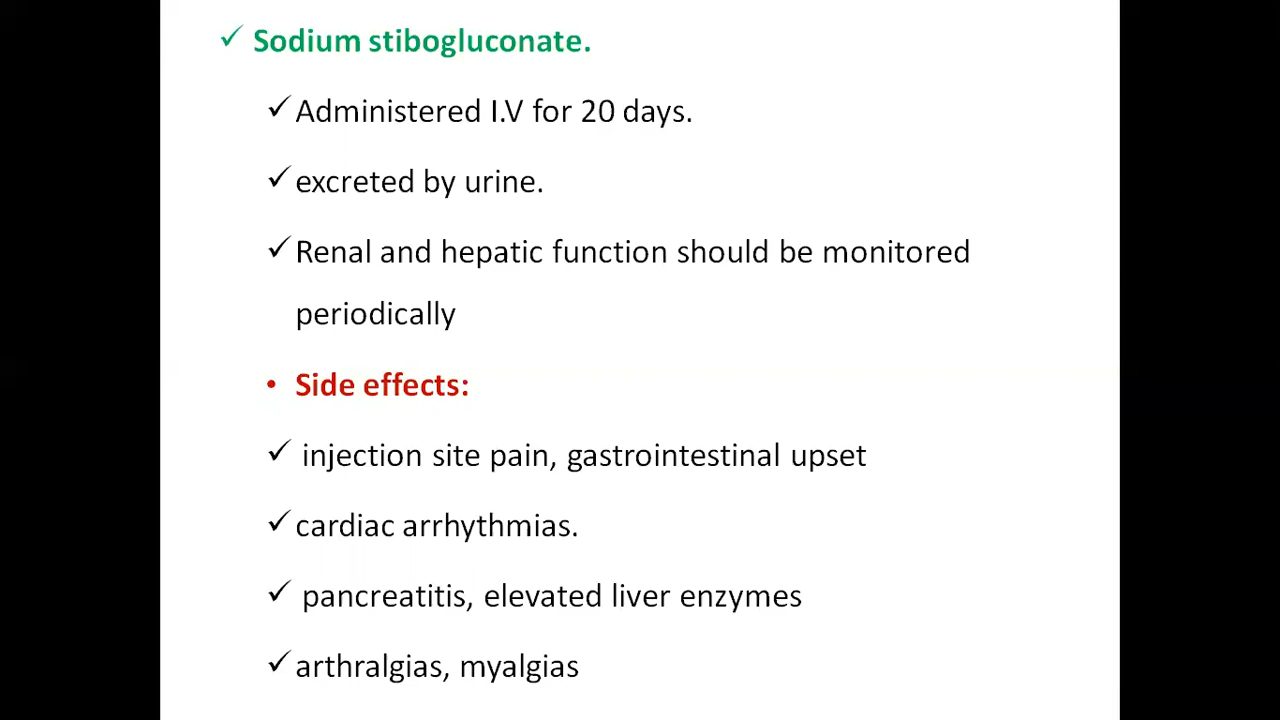 ✓ Sodium stibogluconate.
✓ Administered I.V for 20 days.
✓ excreted by urine.
✓ Renal and hepatic function should be monitored
periodically
• Side effects:
✓ injection site pain, gastrointestinal upset
✓ cardiac arrhythmias.
✓ pancreatitis, elevated liver enzymes
✓ arthralgias, myalgias